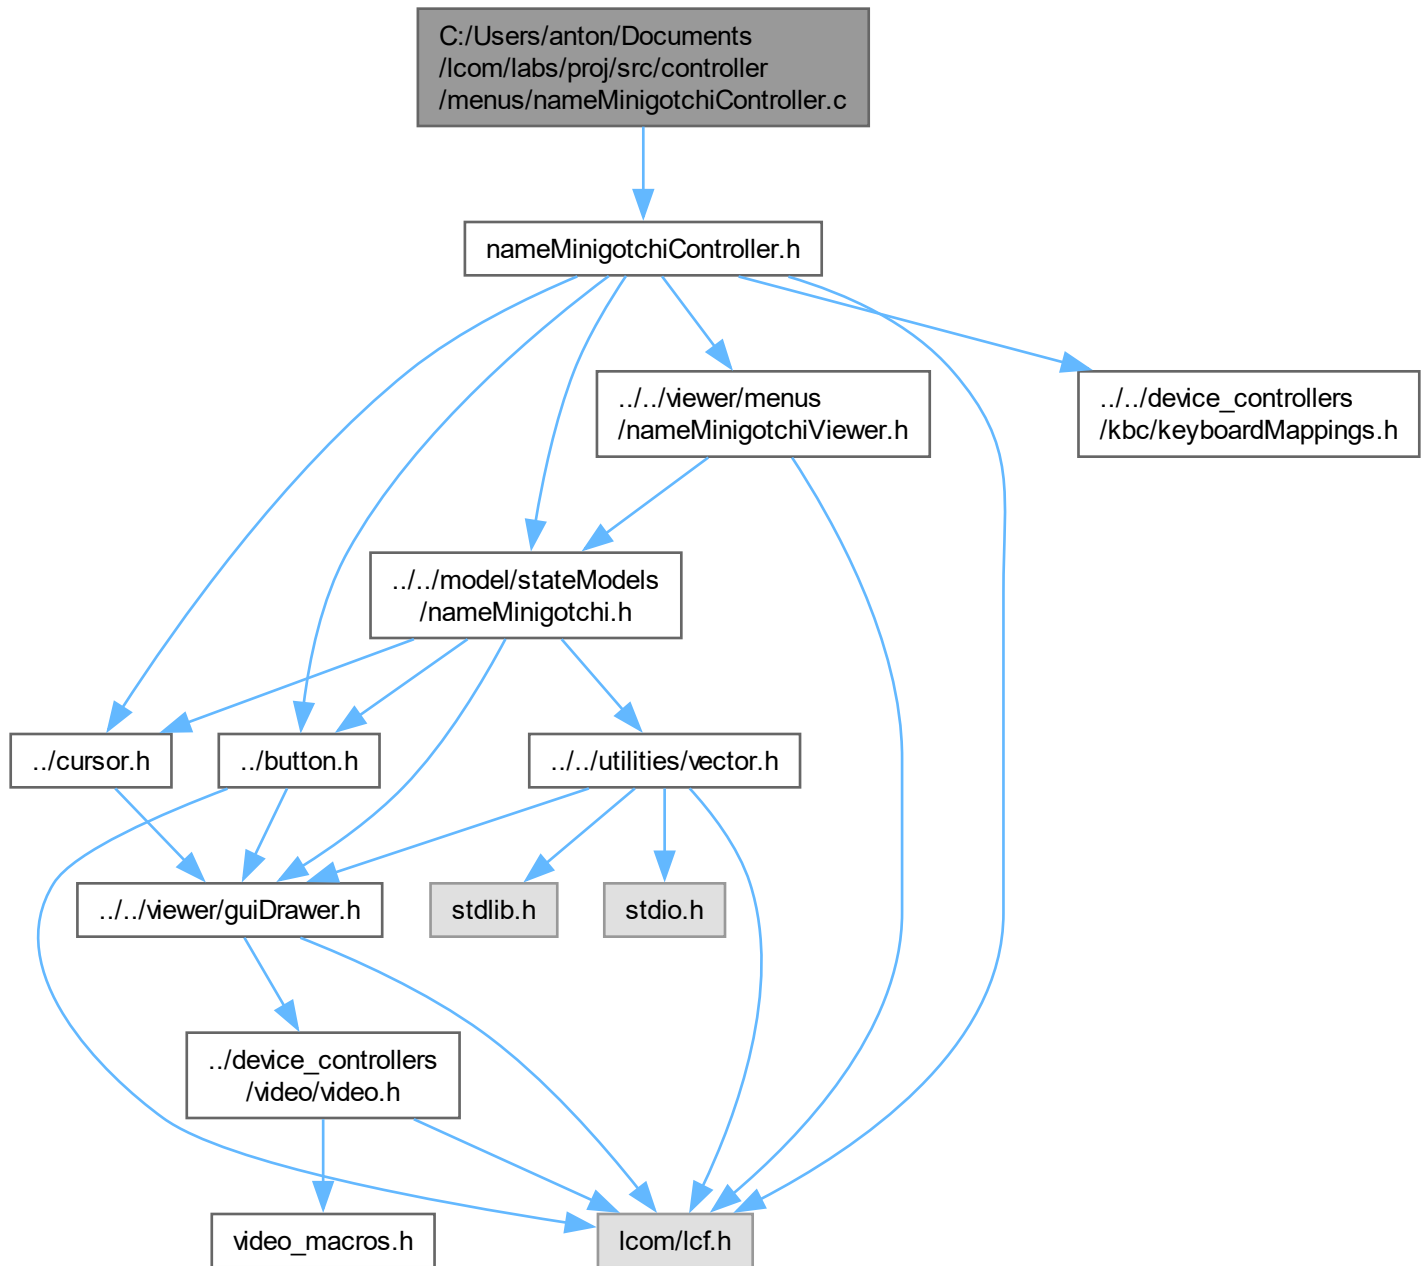 C:/Users/anton/Documents
/lcom/labs/proj/src/controller
/menus/nameMinigotchiController.c
nameMinigotchiController.h
../../viewer/menus
/nameMinigotchiViewer.h
../../device_controllers
/kbc/keyboardMappings.h
../../model/stateModels
/nameMinigotchi.h
../cursor.h
../button.h
../../utilities/vector.h
../../viewer/guiDrawer.h
stdlib.h
stdio.h
../device_controllers
/video/video.h
video_macros.h
lcom/lcf.h